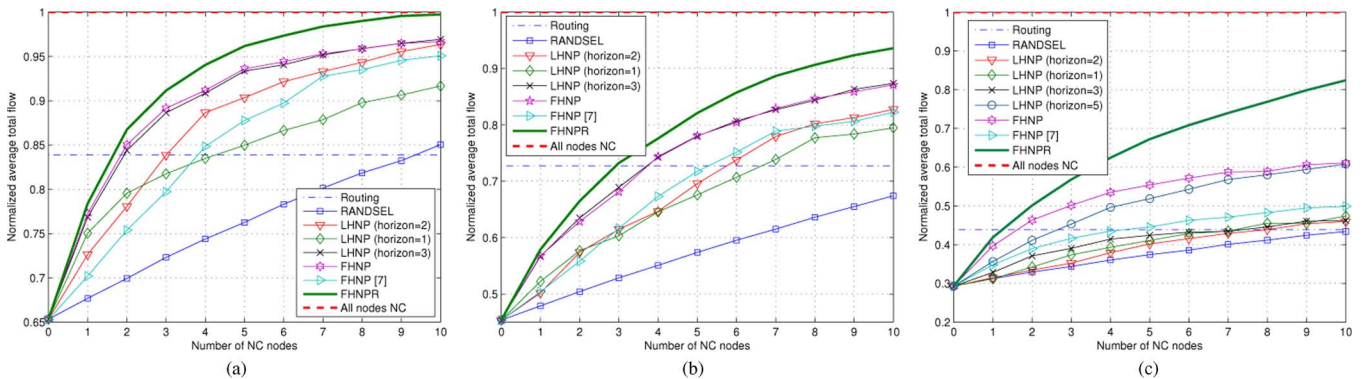 1
0.95
0.9
0.85
0.8
0.75
0.7
0.65
0 1 2 3 4 5 6 7 8 9 10
Normalized average total flow
Number of NC nodes
Routing
RANDSEL
LHNP (horizon=2)
LHNP (horizon=1)
LHNP (horizon=3)
FHNP
FHNP [7]
FHNPR
All nodes NC
(a)
1
0.9
0.8
0.7
0.6
0.5
0 1 2 3 4 5 6 7 8 9 10
Normalized average total flow
Number of NC nodes
Routing
RANDSEL
LHNP (horizon=2)
LHNP (horizon=1)
LHNP (horizon=3)
FHNP
FHNP [7]
FHNPR
All nodes NC
(b)
1
0.9
0.8
0.7
0.6
0.5
0.4
0.3
0.2
0 1 2 3 4 5 6 7 8 9 10
Normalized average total flow
Number of NC nodes
Routing
RANDSEL
LHNP (horizon=2)
LHNP (horizon=1)
LHNP (horizon=3)
LHNP (horizon=5)
FHNP
FHNP [7]
FHNPR
All nodes NC
(c)